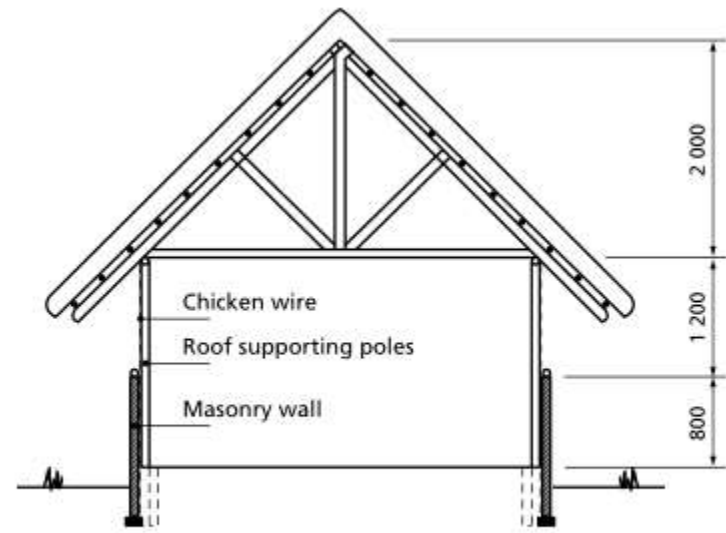 2 000
Chicken wire
1 200
Roof supporting poles
Masonry wall
800